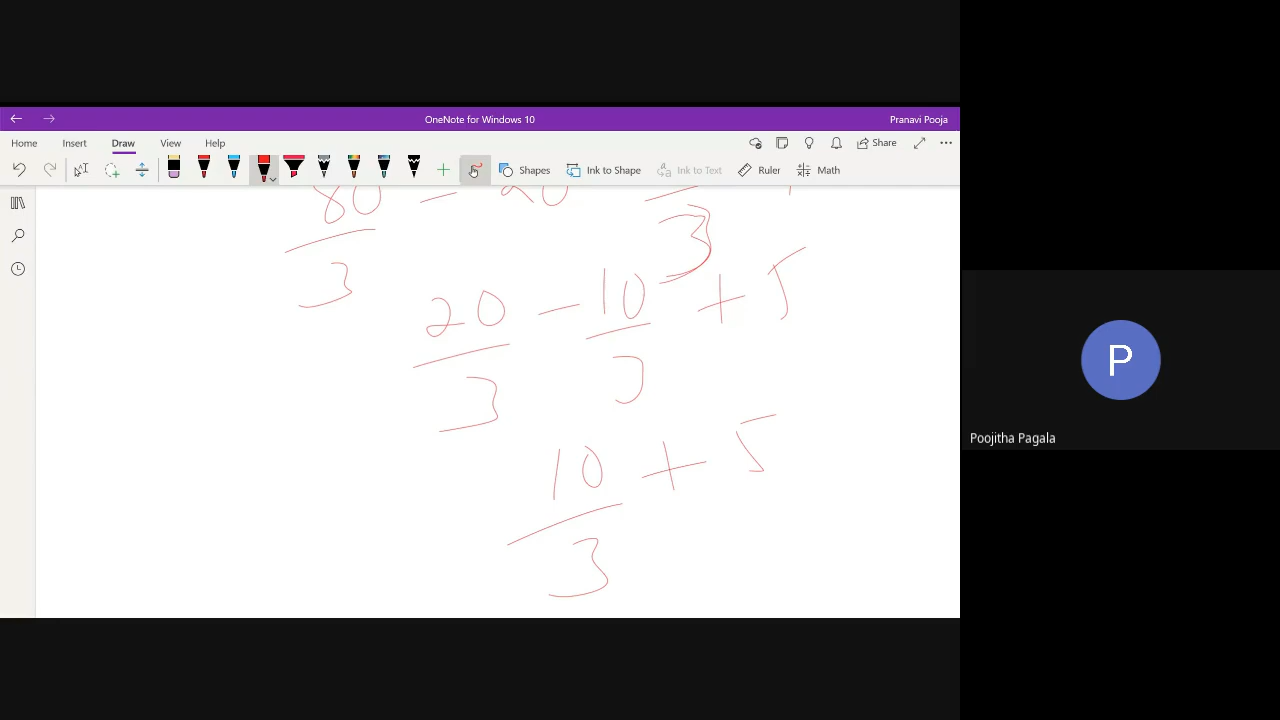 OneNote for Windows 10
Pranavi Pooja
Home Insert Draw View Help
Share
Shapes Ink to Shape Ink to Text Ruler Math
80 - 20
3 3
20 - 10 + 5
3 3
10 + 5
3
P
Poojitha Pagala